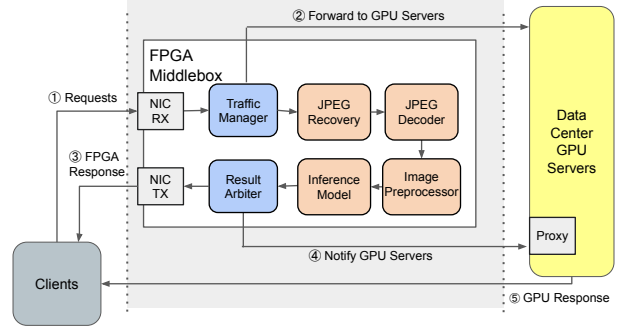 ② Forward to GPU Servers
FPGA
Middlebox
① Requests
NIC
RX
Traffic
Manager
JPEG
Recovery
JPEG
Decoder
Data
Center
GPU
Servers
③ FPGA
Response
NIC
TX
Result
Arbiter
Inference
Model
Image
Preprocessor
Proxy
④ Notify GPU Servers
Clients
⑤ GPU Response